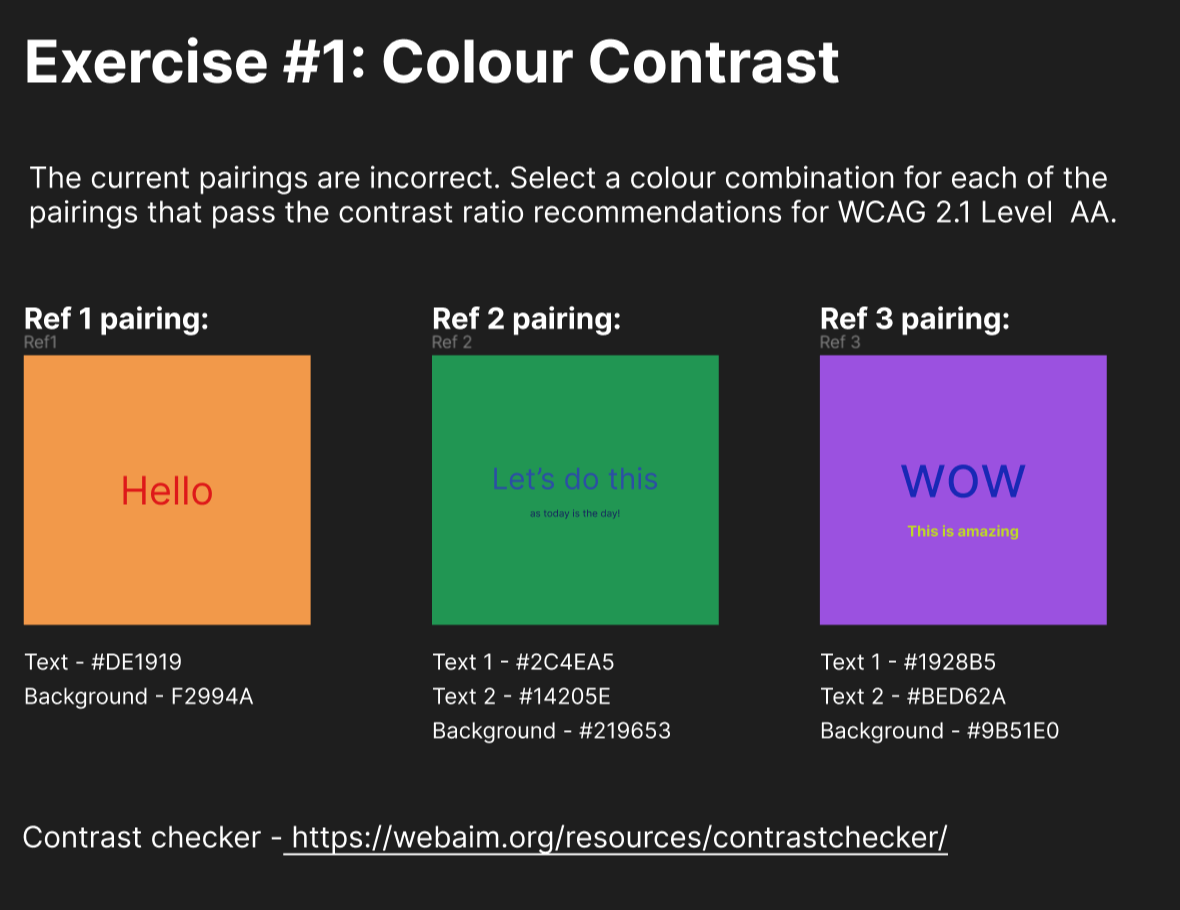 Exercise #1: Colour Contrast
The current pairings are incorrect. Select a colour combination for each of the
pairings that pass the contrast ratio recommendations for WCAG 2.1 Level  AA.
Ref 1 pairing:
Ref1
Hello
Text - #DE1919
Background - F2994A
Ref 2 pairing:
Ref 2
Let’s do this
as today is the day!
Text 1 - #2C4EA5
Text 2 - #14205E
Background - #219653
Ref 3 pairing:
Ref 3
WOW
This is amazing
Text 1 - #1928B5
Text 2 - #BED62A
Background - #9B51E0
Contrast checker - https://webaim.org/resources/contrastchecker/